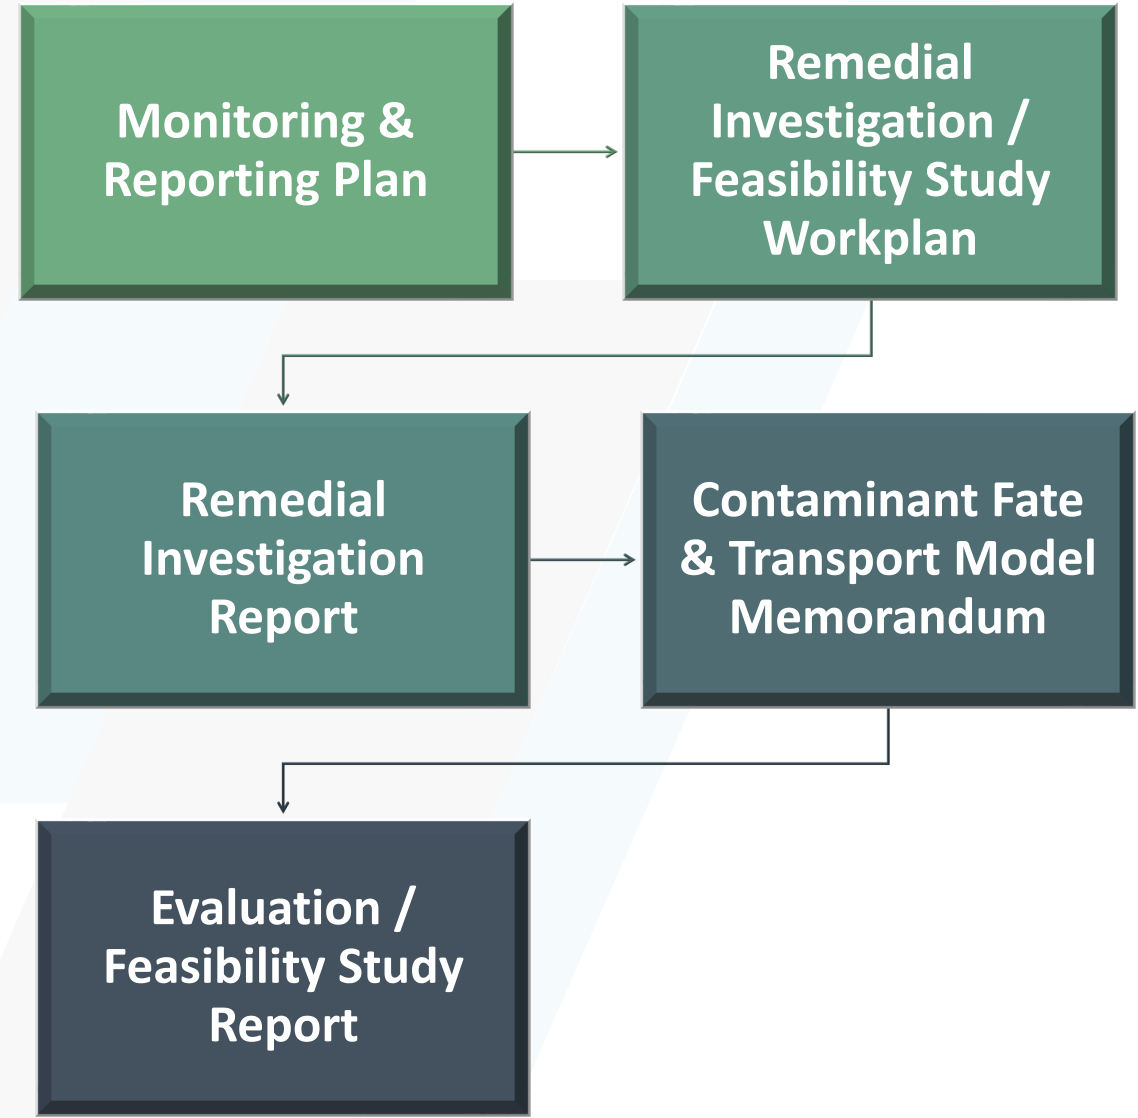 Monitoring &
Reporting Plan
Remedial
Investigation /
Feasibility Study
Workplan
Remedial
Investigation
Report
Contaminant Fate
& Transport Model
Memorandum
Evaluation /
Feasibility Study
Report